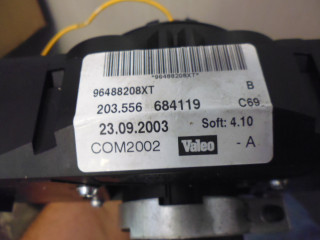 *96488208XT*
96488208XT B
203.556 684119 C69
23.09.2003 Soft: 4.10
COM2002 Valeo - A